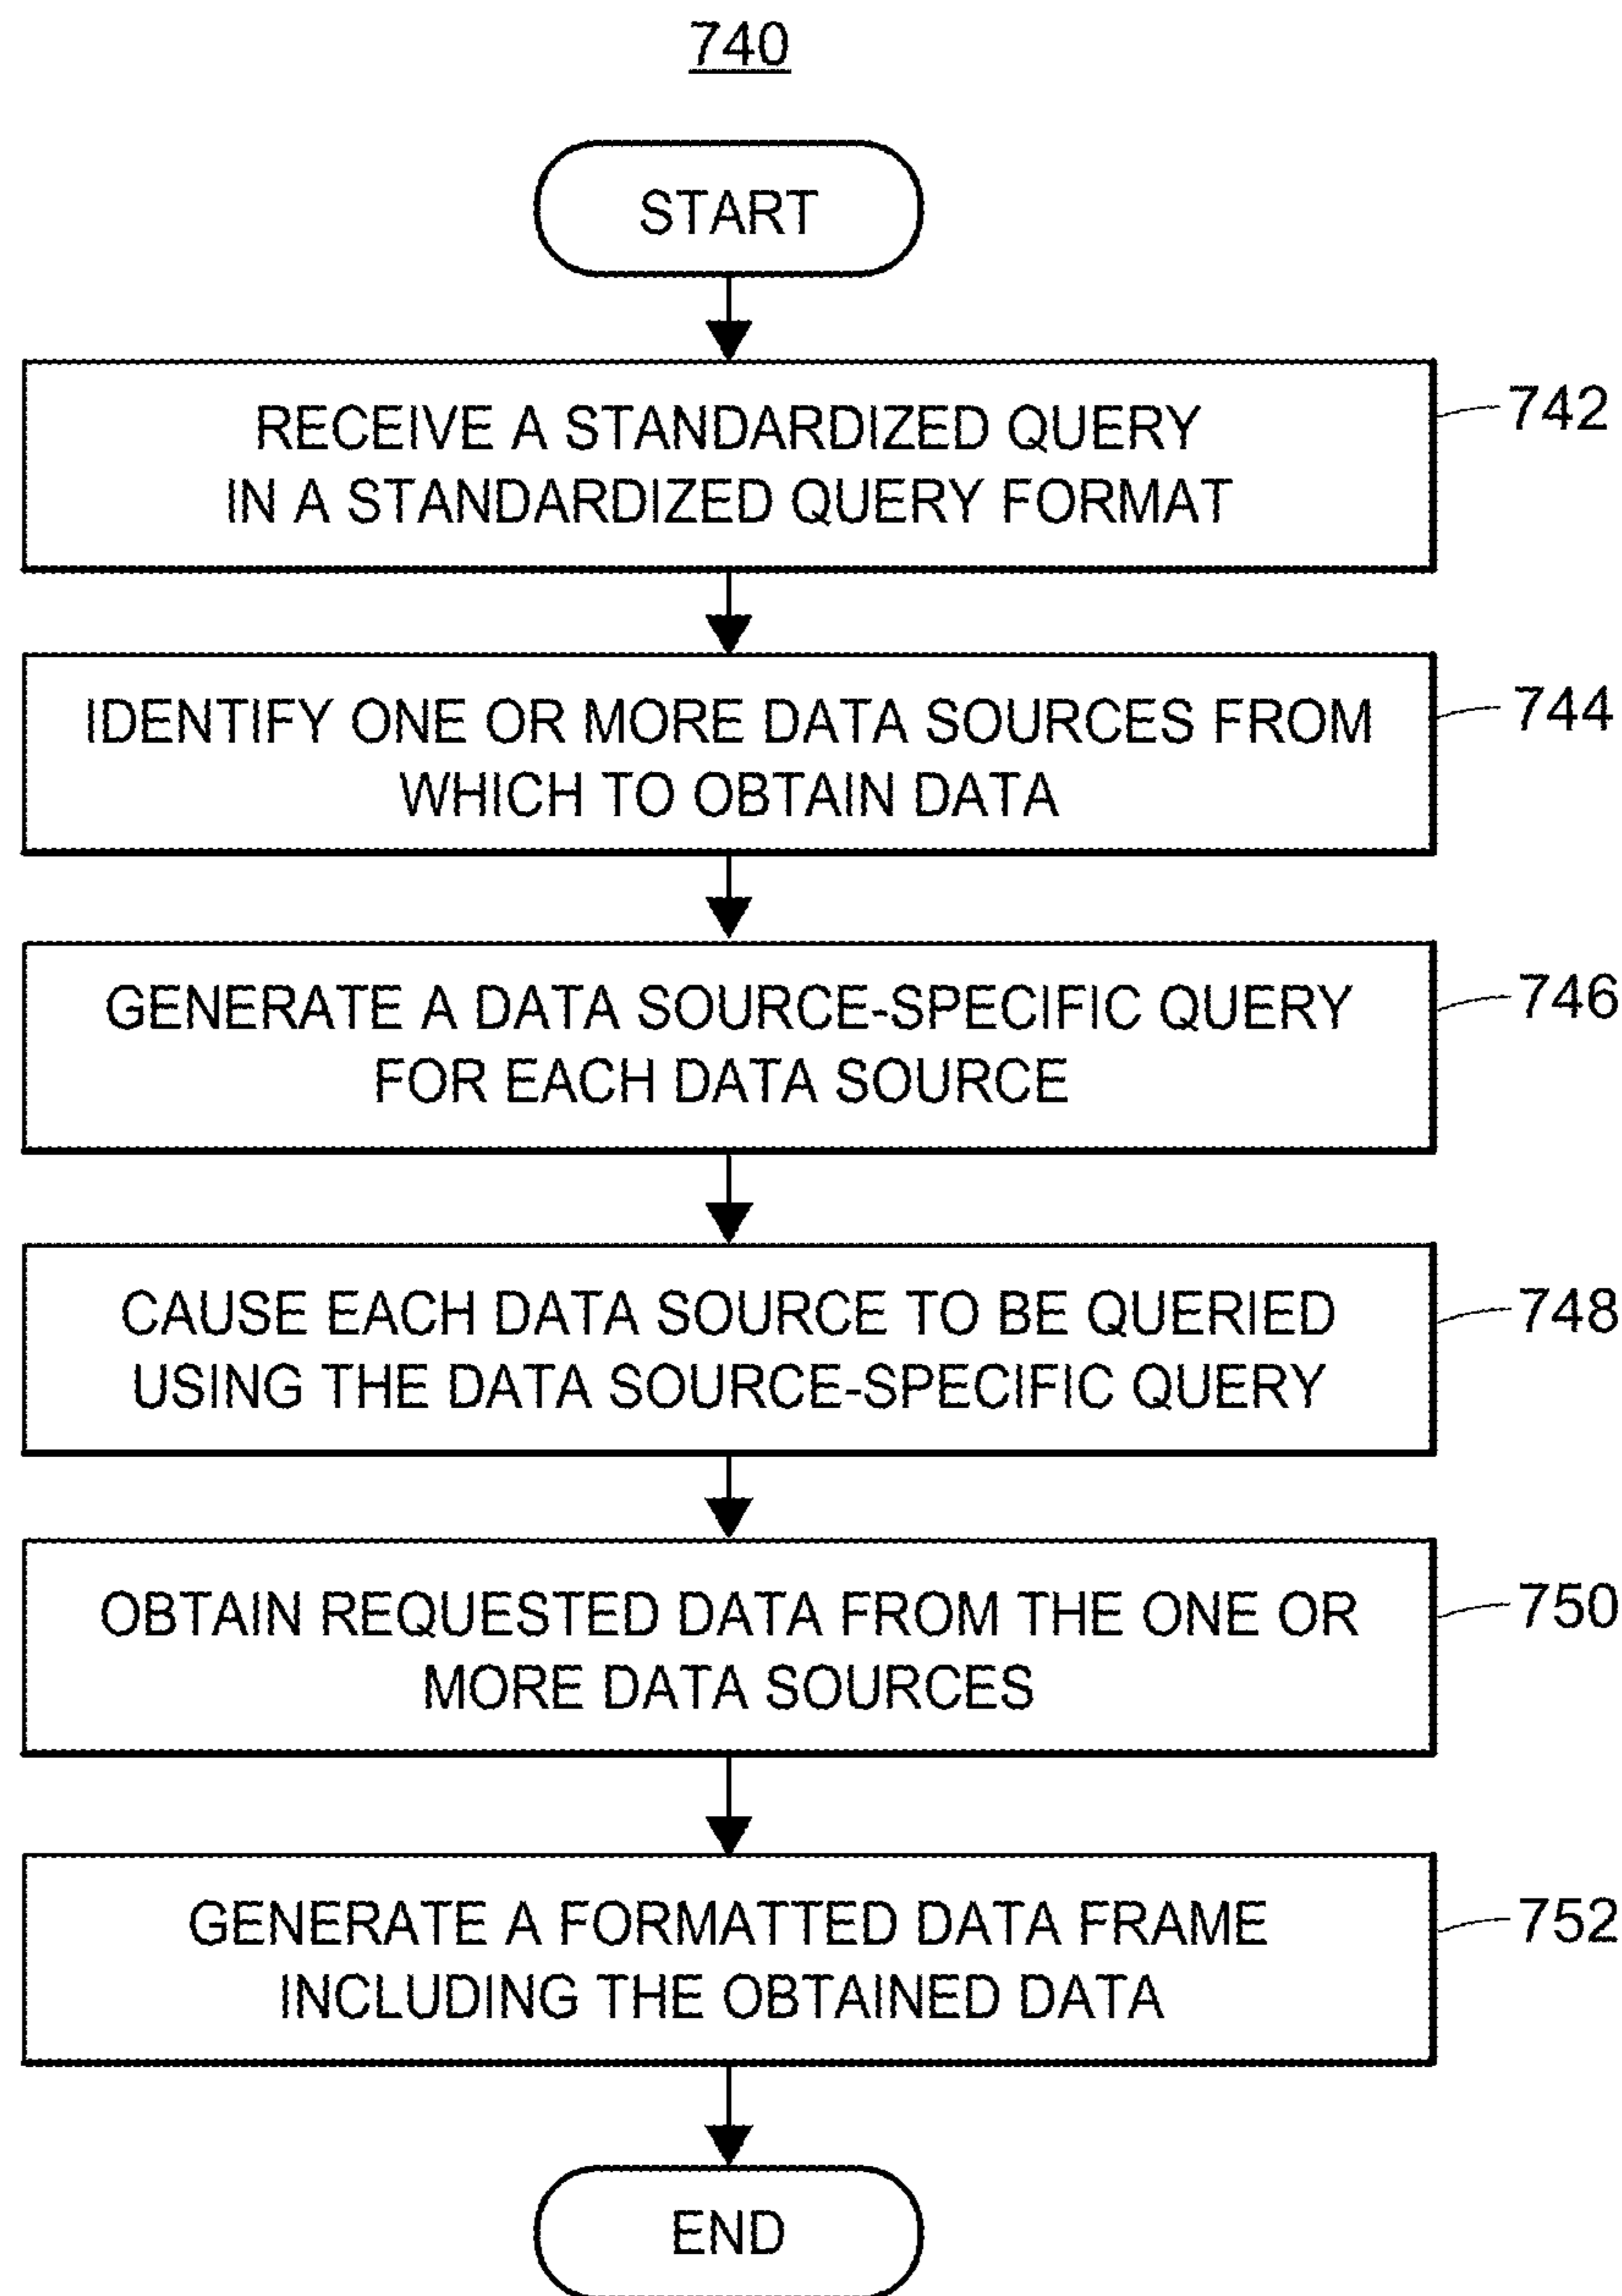 740
START
RECEIVE A STANDARDIZED QUERY
IN A STANDARDIZED QUERY FORMAT
742
IDENTIFY ONE OR MORE DATA SOURCES FROM
WHICH TO OBTAIN DATA
744
GENERATE A DATA SOURCE-SPECIFIC QUERY
FOR EACH DATA SOURCE
746
CAUSE EACH DATA SOURCE TO BE QUERIED
USING THE DATA SOURCE-SPECIFIC QUERY
748
OBTAIN REQUESTED DATA FROM THE ONE OR
MORE DATA SOURCES
750
GENERATE A FORMATTED DATA FRAME
INCLUDING THE OBTAINED DATA
752
END